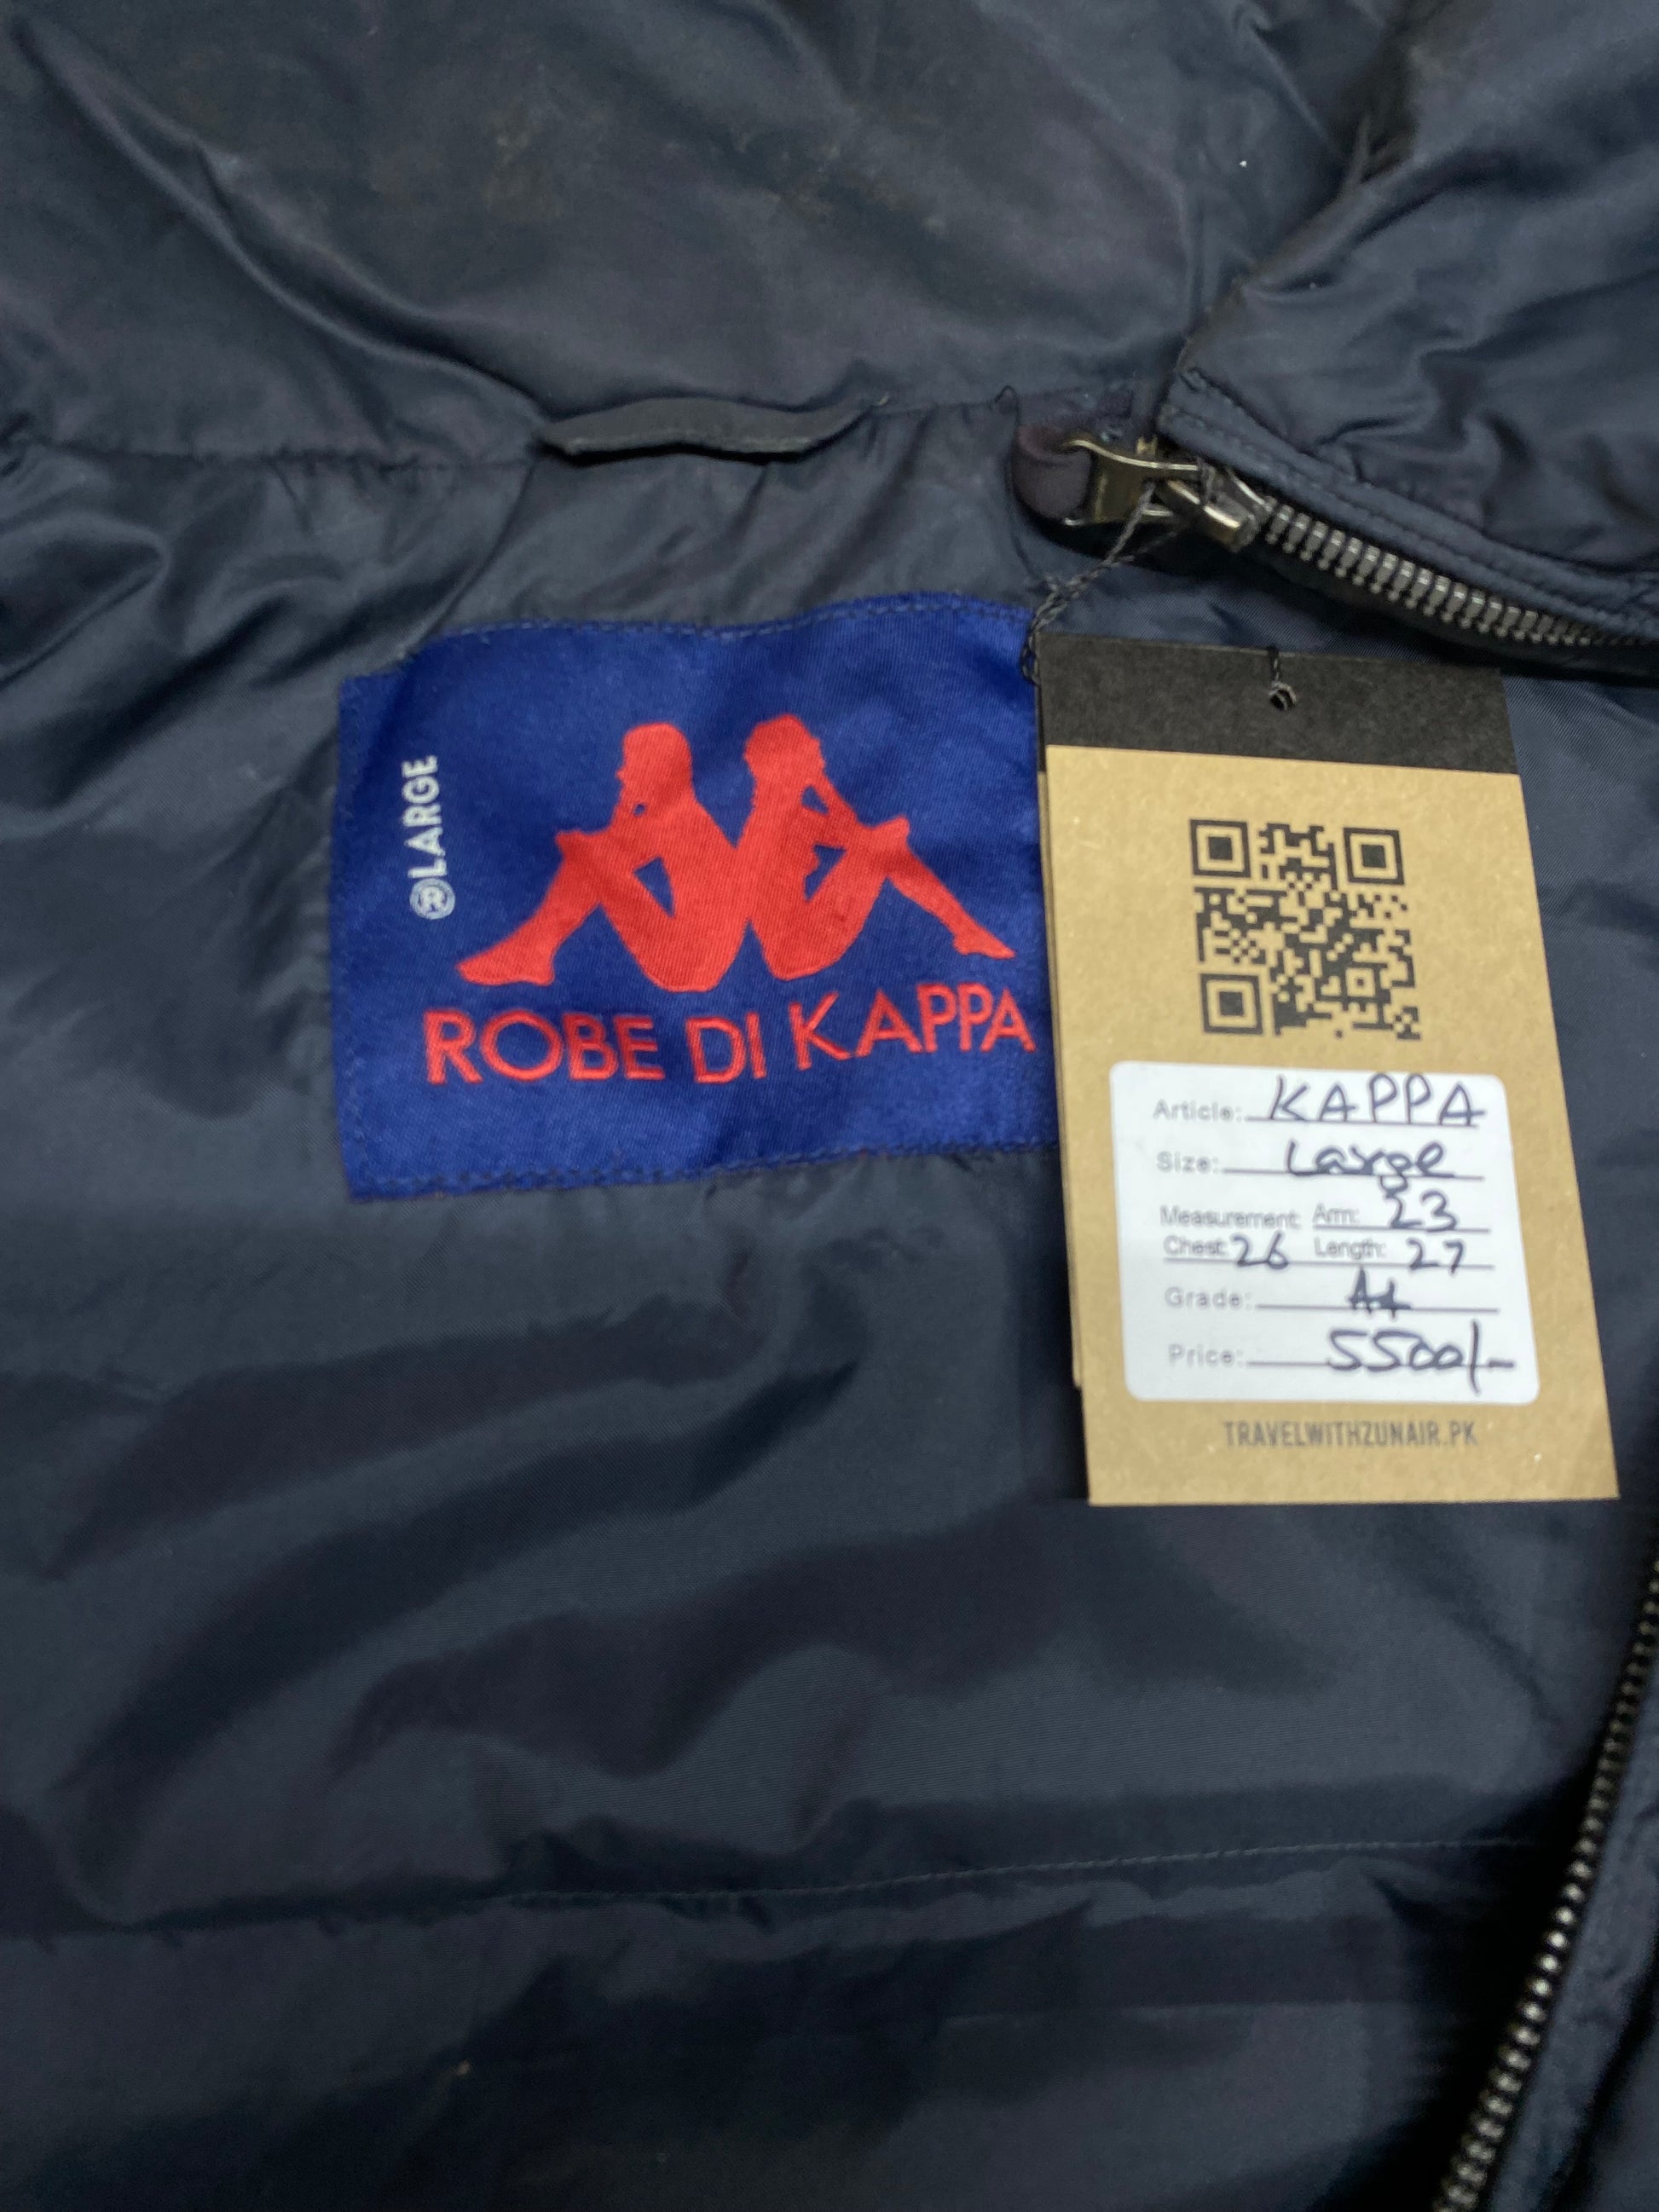 ®LARGE
ROBE DI KAPPA
Article: KAPPA
Size: Large
Measurement: Arm: 23
Chest: 26 Length: 27
Grade: A+
Price: 5500/-
TRAVELWITHZUNAIR.PK